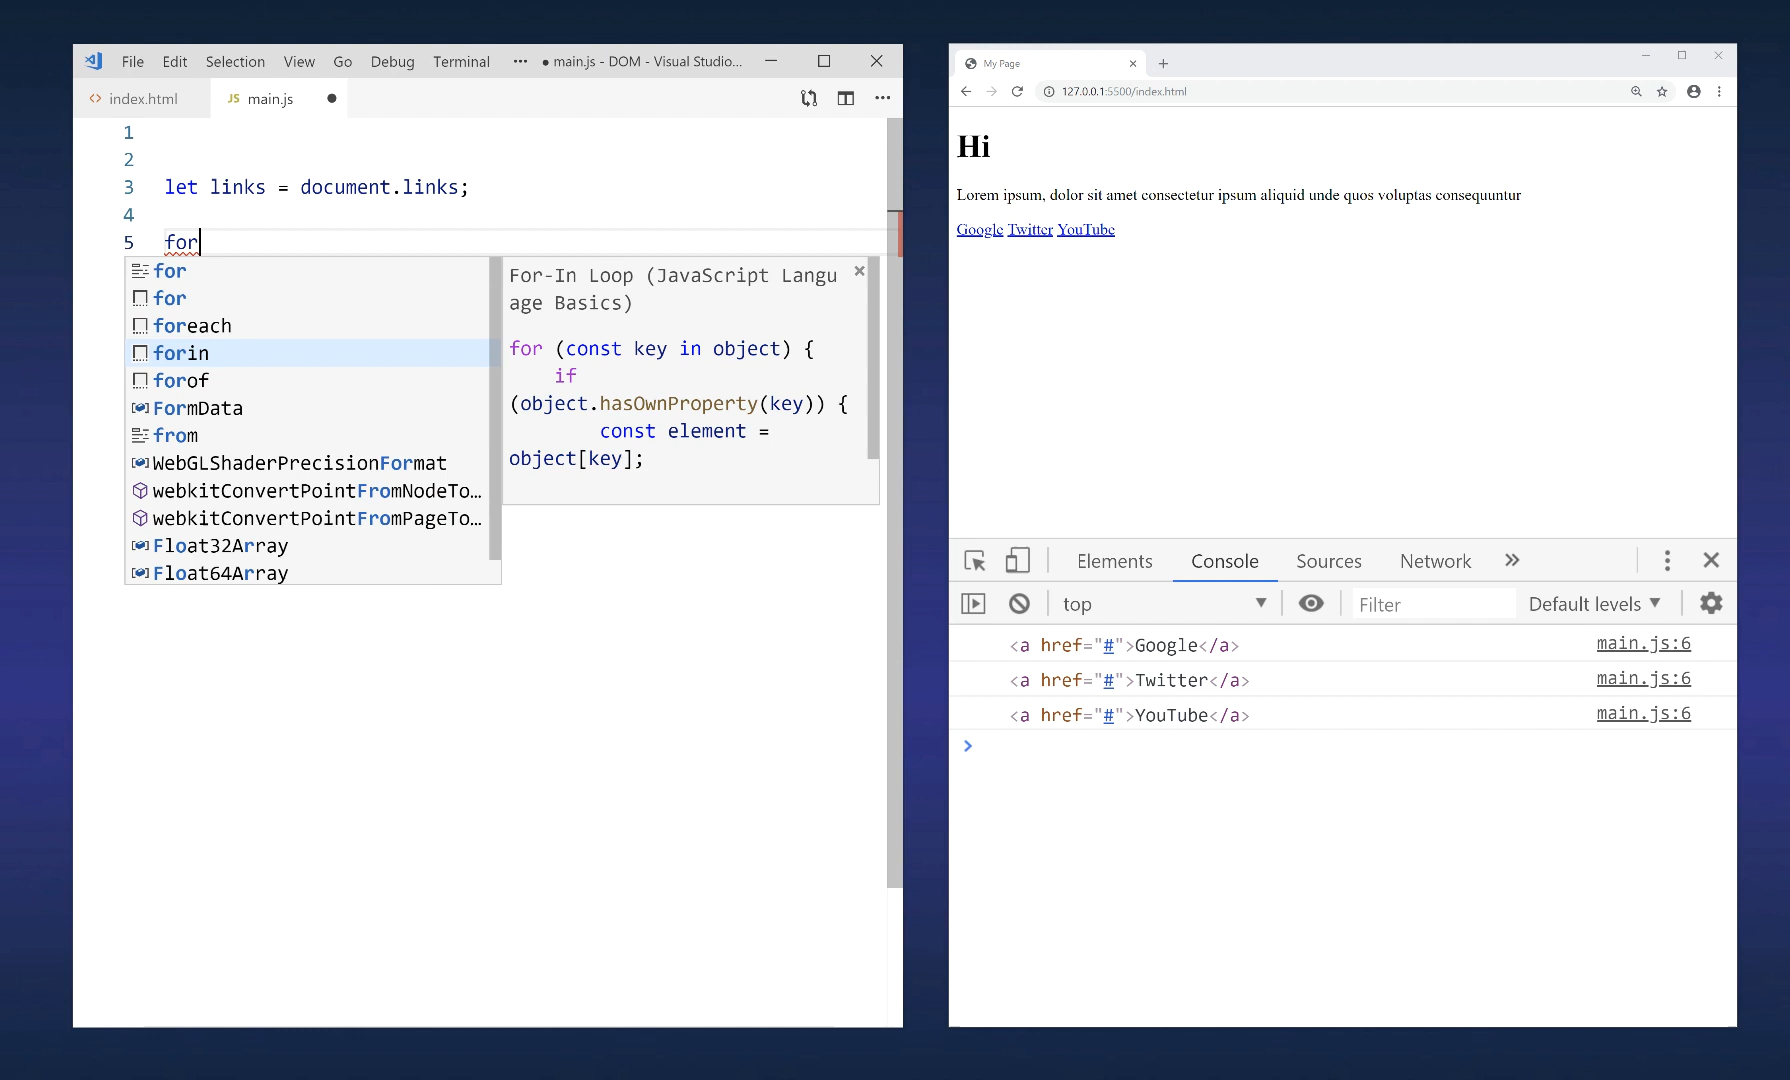 File Edit Selection View Go Debug Terminal ••• ● main.js - DOM - Visual Studio...
<> index.html JS main.js ●
1
2
3 let links = document.links;
4
5 for
for
for
foreach
forin
forof
FormData
from
WebGLShaderPrecisionFormat
webkitConvertPointFromNodeTo…
webkitConvertPointFromPageTo…
Float32Array
Float64Array
For-In Loop (JavaScript Langu
age Basics)
for (const key in object) {
if
(object.hasOwnProperty(key)) {
const element =
object[key];
My Page
127.0.0.1:5500/index.html
Hi
Lorem ipsum, dolor sit amet consectetur ipsum aliquid unde quos voluptas consequuntur
Google Twitter YouTube
Elements Console Sources Network »
top Filter Default levels
<a href="#">Google</a> main.js:6
<a href="#">Twitter</a> main.js:6
<a href="#">YouTube</a> main.js:6